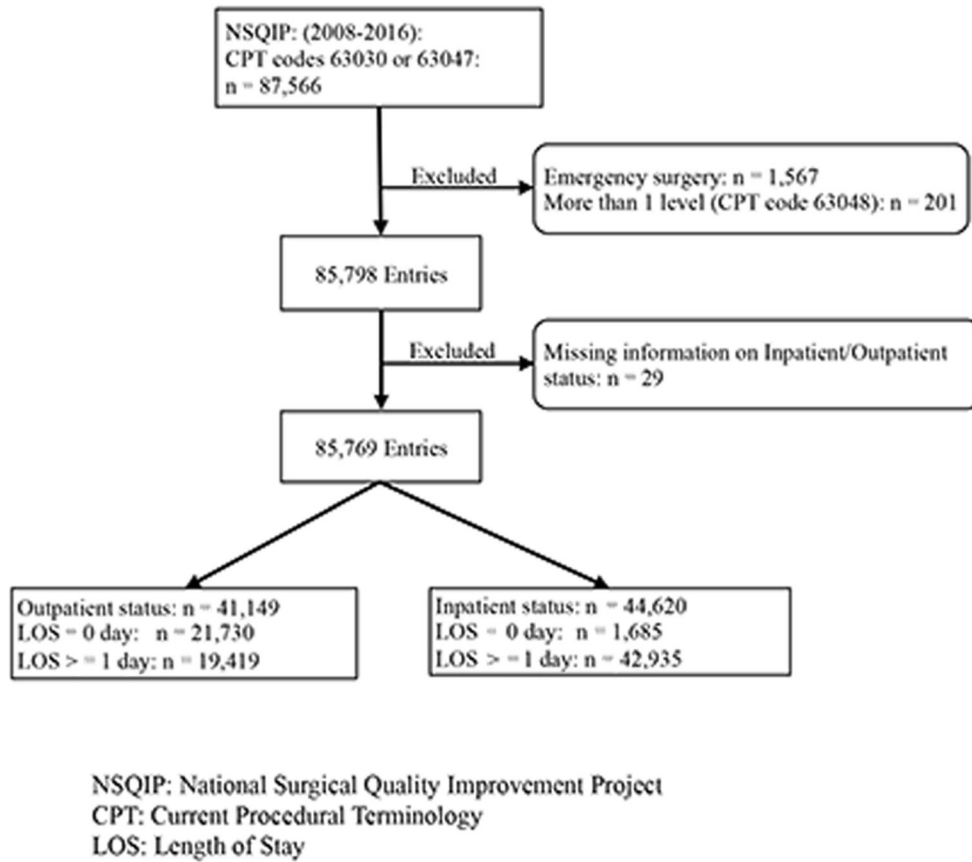 NSQIP: (2008-2016):
CPT codes 63030 or 63047:
n = 87,566
Excluded
Emergency surgery: n = 1,567
More than 1 level (CPT code 63048): n = 201
85,798 Entries
Excluded
Missing information on Inpatient/Outpatient
status: n = 29
85,769 Entries
Outpatient status: n = 41,149
LOS = 0 day: n = 21,730
LOS > = 1 day: n = 19,419
Inpatient status: n = 44,620
LOS = 0 day: n = 1,685
LOS > = 1 day: n = 42,935
NSQIP: National Surgical Quality Improvement Project
CPT: Current Procedural Terminology
LOS: Length of Stay